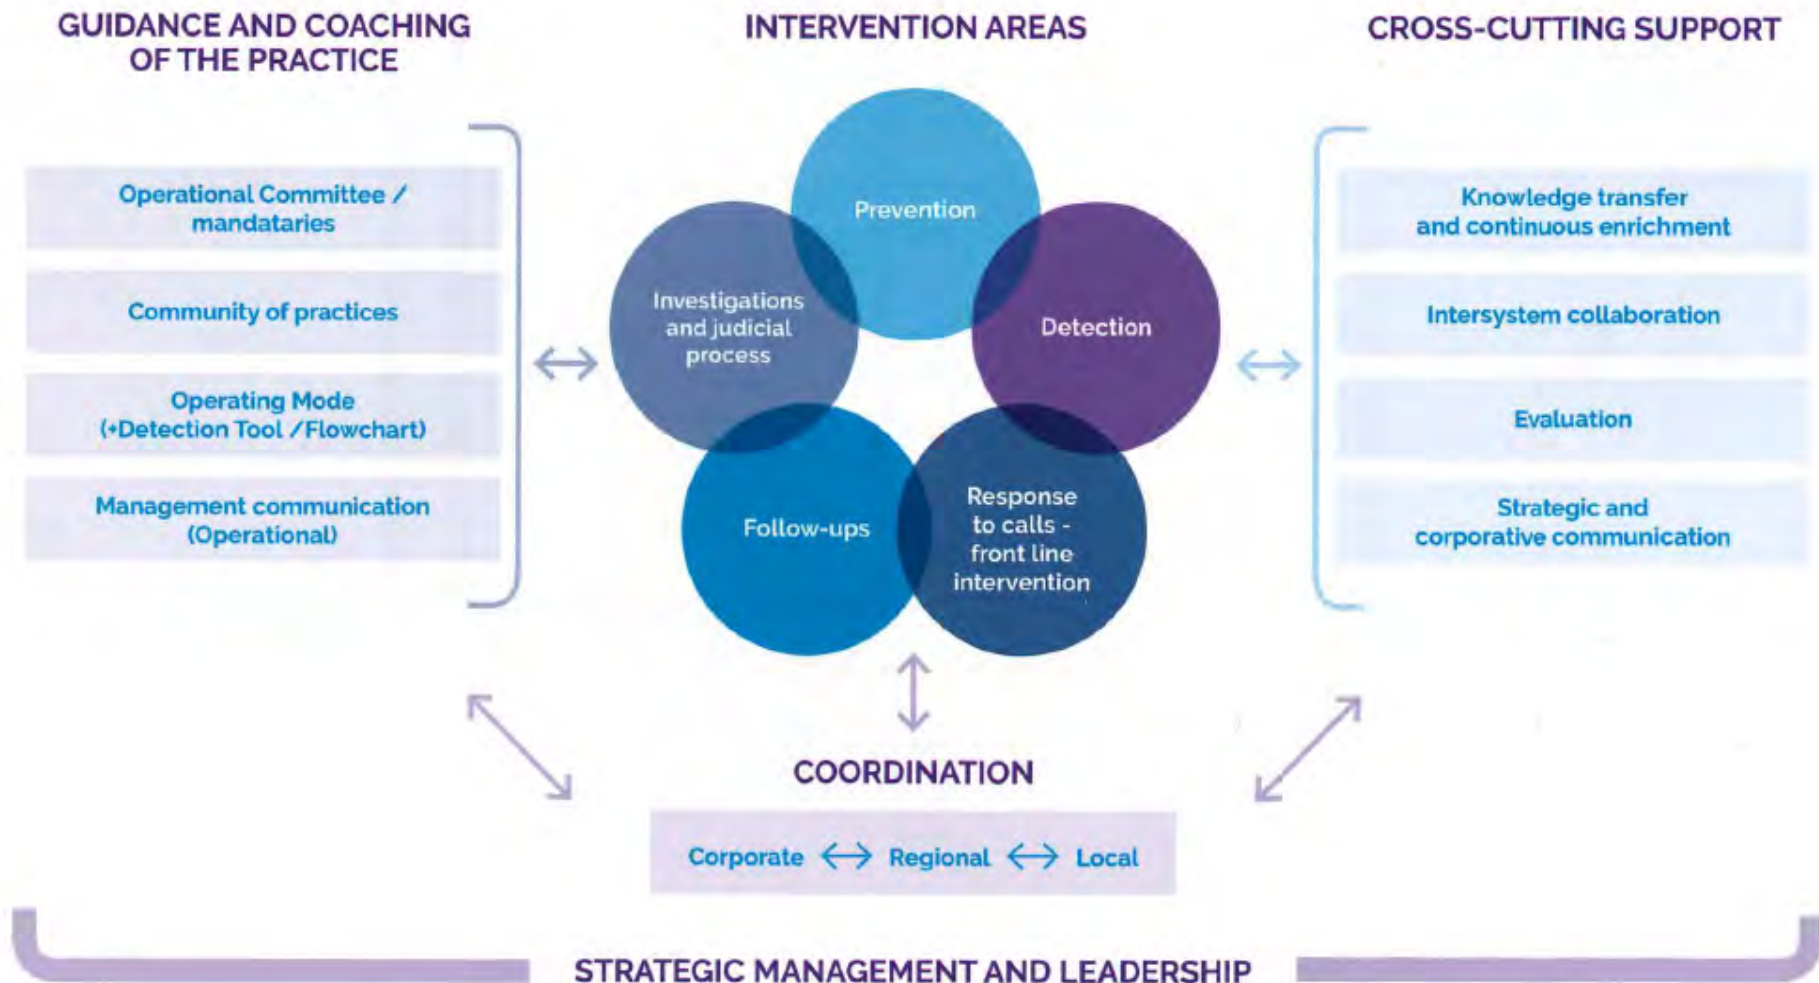 GUIDANCE AND COACHING
OF THE PRACTICE
Operational Committee /
mandataries
Community of practices
Operating Mode
(+Detection Tool /Flowchart)
Management communication
(Operational)
INTERVENTION AREAS
Prevention
Investigations
and judicial
process
Detection
Follow-ups
Response
to calls -
front line
intervention
CROSS-CUTTING SUPPORT
Knowledge transfer
and continuous enrichment
Intersystem collaboration
Evaluation
Strategic and
corporative communication
COORDINATION
Corporate ↔ Regional ↔ Local
STRATEGIC MANAGEMENT AND LEADERSHIP